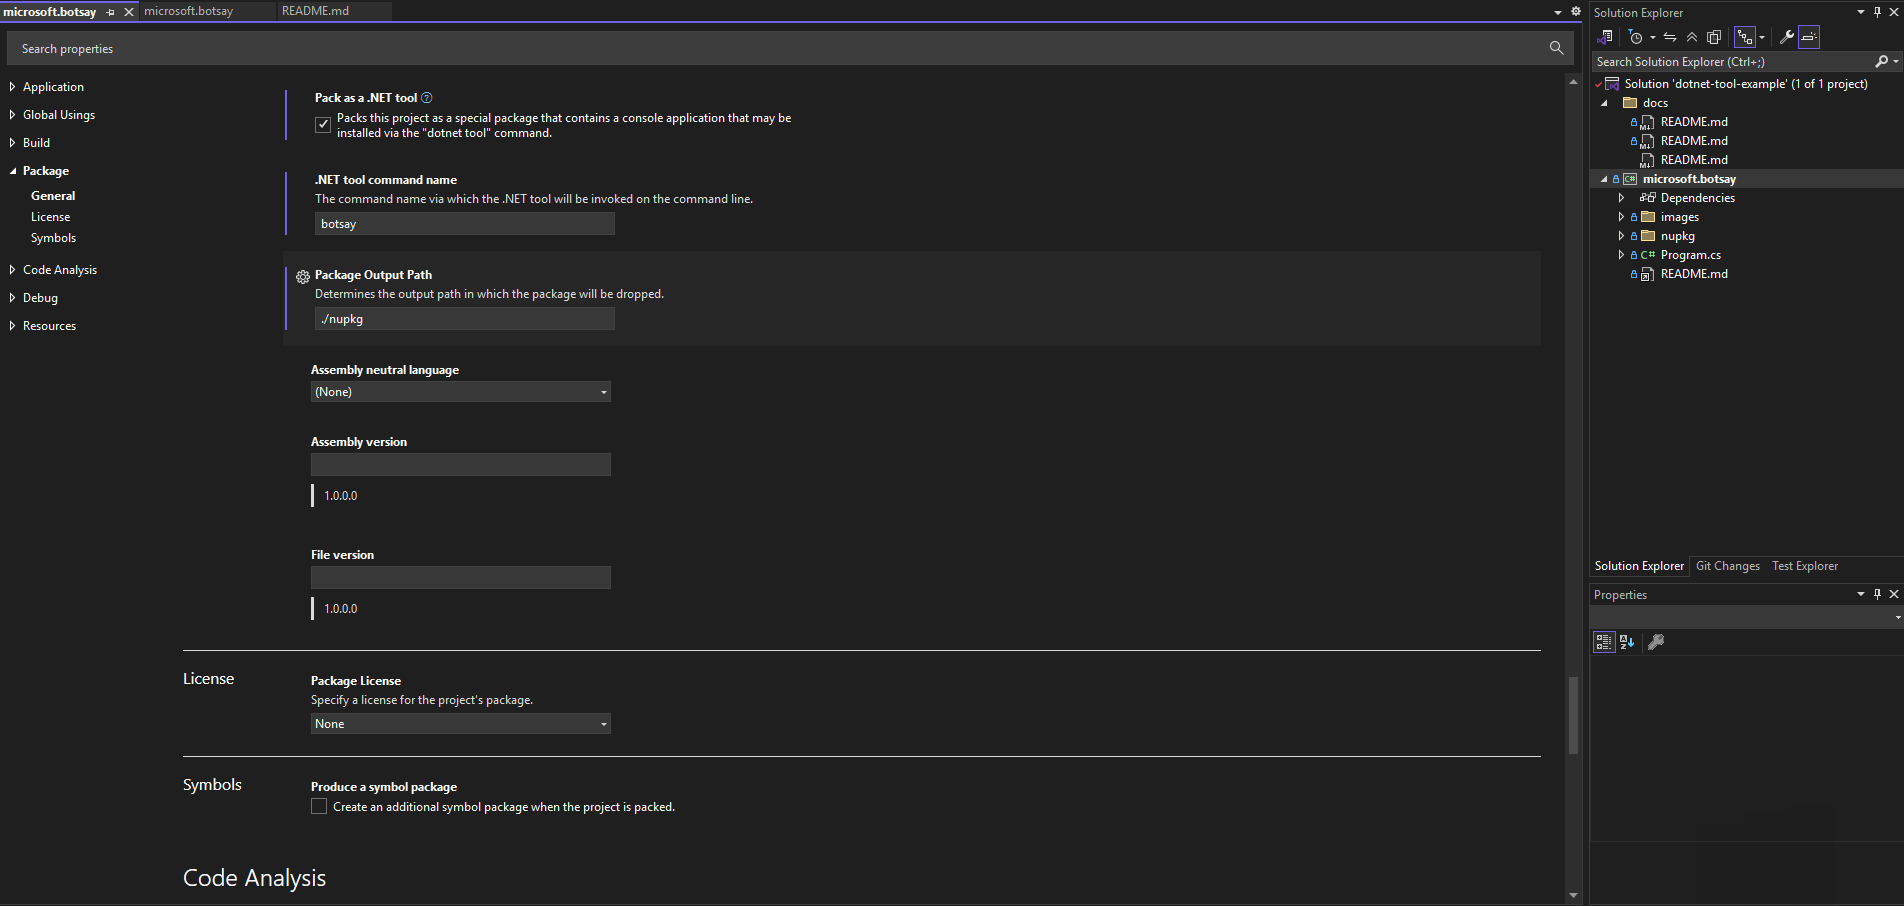 microsoft.botsay
microsoft.botsay
README.md
Search properties
Application
Global Usings
Build
Package
General
License
Symbols
Code Analysis
Debug
Resources
Pack as a .NET tool
Packs this project as a special package that contains a console application that may be
installed via the "dotnet tool" command.
.NET tool command name
The command name via which the .NET tool will be invoked on the command line.
botsay
Package Output Path
Determines the output path in which the package will be dropped.
./nupkg
Assembly neutral language
(None)
Assembly version
1.0.0.0
File version
1.0.0.0
License
Package License
Specify a license for the project's package.
None
Symbols
Produce a symbol package
Create an additional symbol package when the project is packed.
Code Analysis
Solution Explorer
Search Solution Explorer (Ctrl+;)
Solution 'dotnet-tool-example' (1 of 1 project)
docs
README.md
README.md
README.md
microsoft.botsay
Dependencies
images
nupkg
C# Program.cs
README.md
Solution Explorer
Git Changes
Test Explorer
Properties